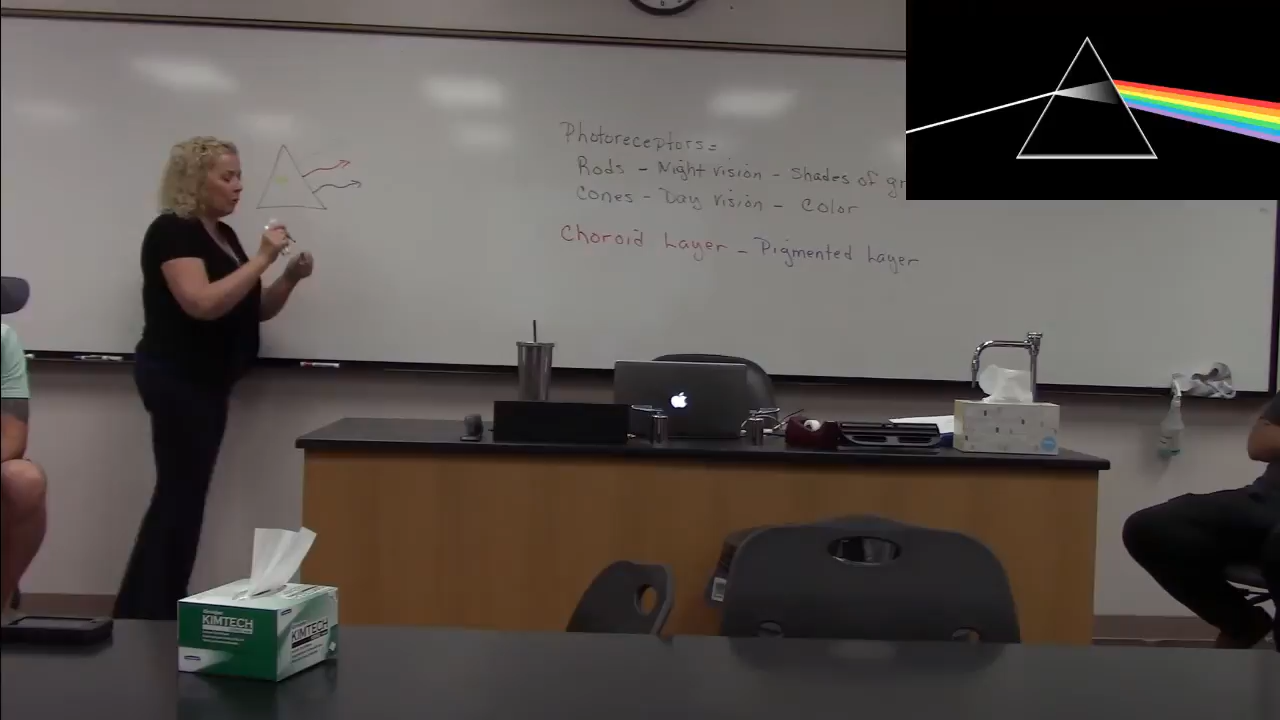 Photoreceptors=
Rods - Night vision - Shades of
Cones - Day vision - Color
Choroid Layer - Pigmented Layer
KIMTECH
KIMTECH